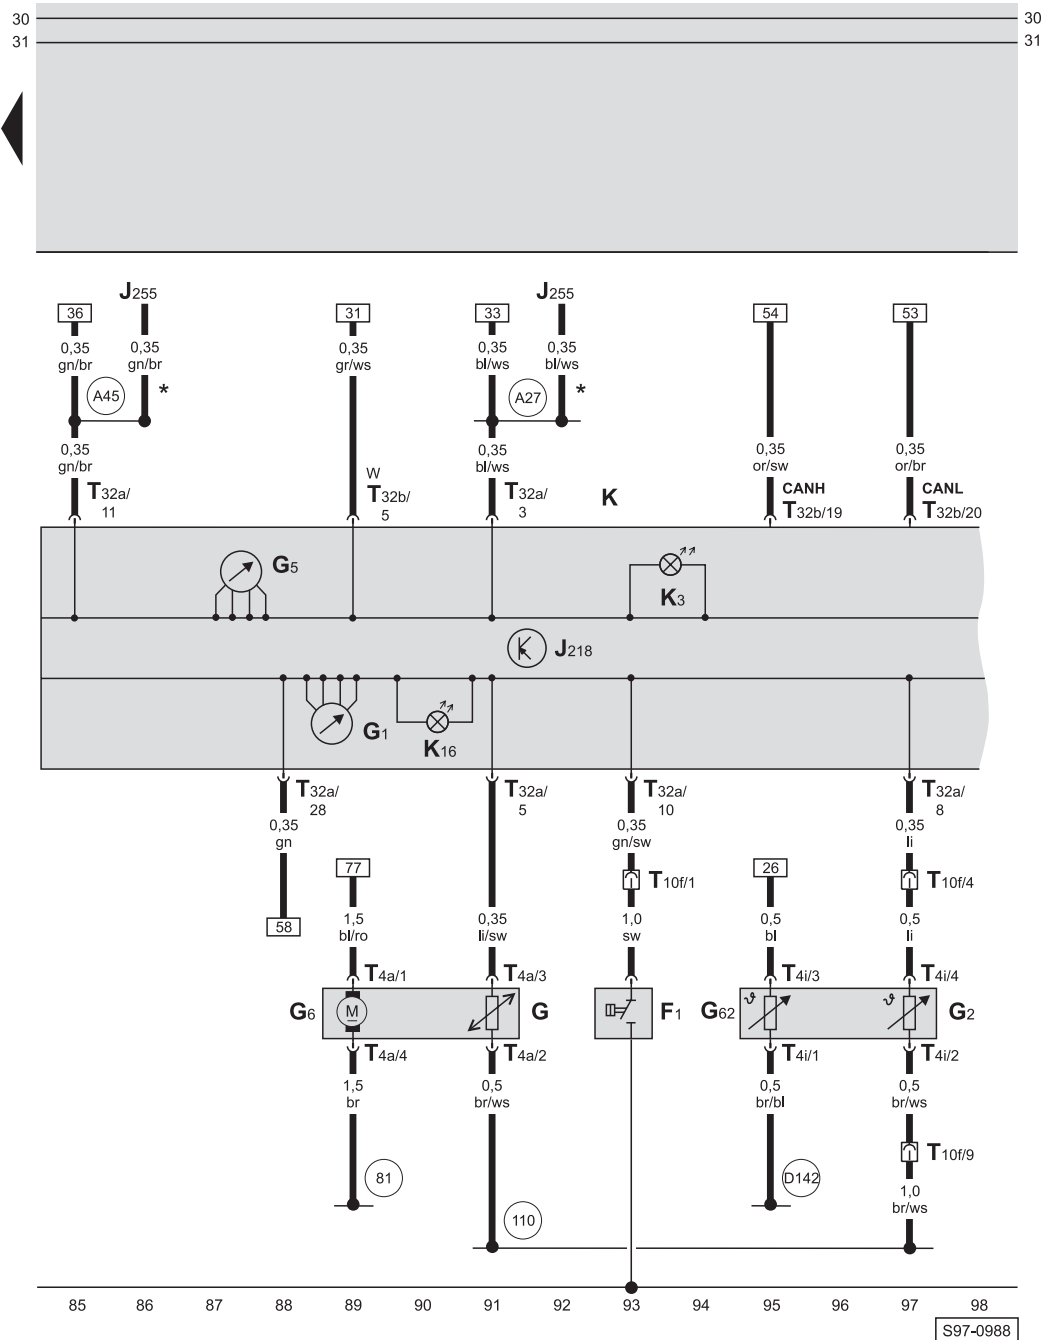 30 30
31 31
J255 J255
36 31 33 54 53
0,35 0,35 0,35 0,35 0,35
gn/br gn/br gr/ws bl/ws bl/ws
A45 * A27 *
0,35 0,35 0,35 0,35
gn/br bl/ws or/sw or/br
W
T32a/ T32b/ T32a/ K CANH CANL
11 5 3 T32b/19 T32b/20
G5
K3
J218
G1
K16
T32a/ T32a/ T32a/ T32a/
28 5 10 8
0,35 0,35 0,35
gn gn/sw li
77 26
T10f/1 T10f/4
58
1,5 0,35 1,0 0,5 0,5
bl/ro li/sw sw bl li
T4a/1 T4a/3 T4i/3 T4i/4
G6 M G F1 G62 ϑ ϑ G2
T4a/4 T4a/2 T4i/1 T4i/2
1,5 0,5 0,5 0,5
br br/ws br/bl br/ws
T10f/9
81 D142
1,0
br/ws
110
85 86 87 88 89 90 91 92 93 94 95 96 97 98
S97-0988